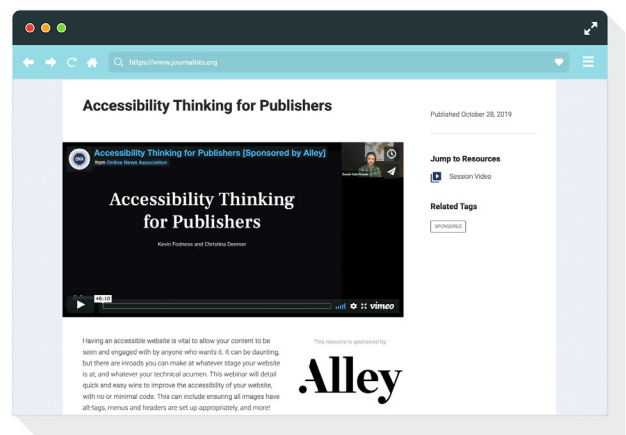 https://www.journalists.org
Accessibility Thinking for Publishers
Published October 28, 2019
Accessibility Thinking for Publishers [Sponsored by Alley]
from Online News Association
Accessibility Thinking
for Publishers
Kevin Fodness and Christina Deemer
46:10
vimeo
Jump to Resources
Session Video
Related Tags
SPONSORED
Having an accessible website is vital to allow your content to be
seen and engaged with by anyone who wants it. It can be daunting,
but there are inroads you can make at whatever stage your website
is at, and whatever your technical acumen. This webinar will detail
quick and easy wins to improve the accessibility of your website,
with no or minimal code. This can include ensuring all images have
alt-tags, menus and headers are set up appropriately, and more!
This resource is sponsored by
Alley